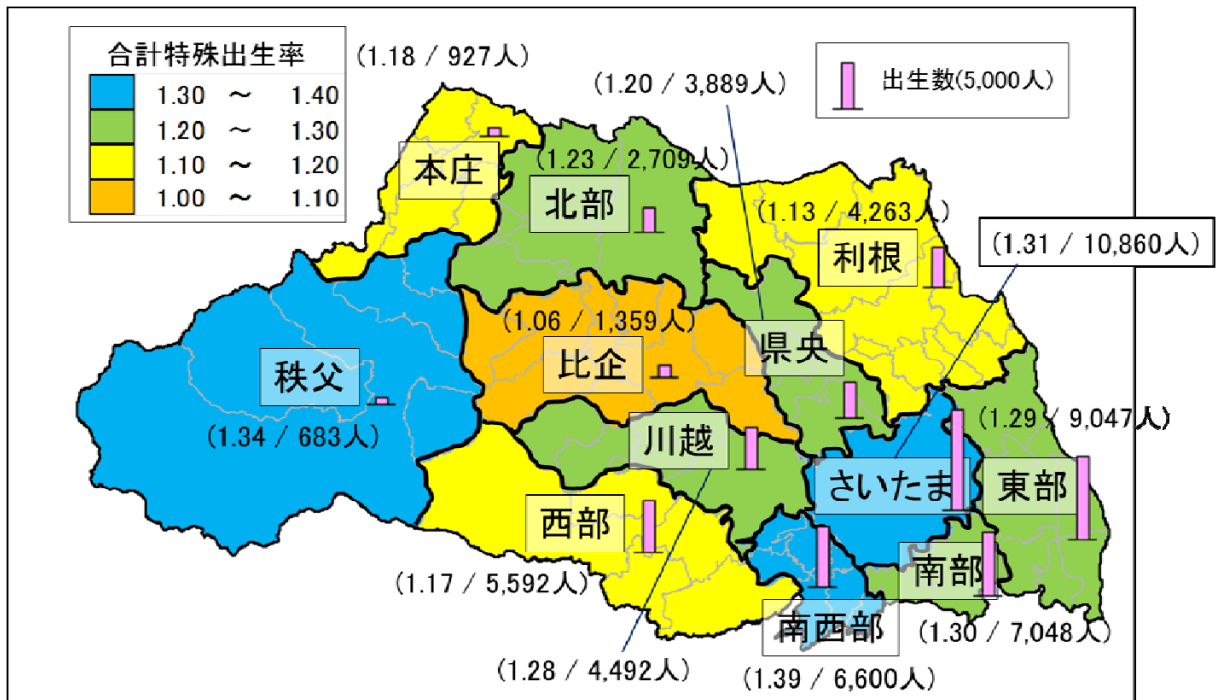 合計特殊出生率
1.30 ～ 1.40
1.20 ～ 1.30
1.10 ～ 1.20
1.00 ～ 1.10
出生数(5,000人)
(1.18 / 927人)
本庄
(1.20 / 3,889人)
(1.23 / 2,709人)
北部
(1.13 / 4,263人)
利根
(1.31 / 10,860人)
(1.06 / 1,359人)
比企
県央
秩父
(1.34 / 683人)
(1.29 / 9,047人)
川越
さいたま
東部
西部
南部
(1.17 / 5,592人)
南西部
(1.30 / 7,048人)
(1.28 / 4,492人)
(1.39 / 6,600人)